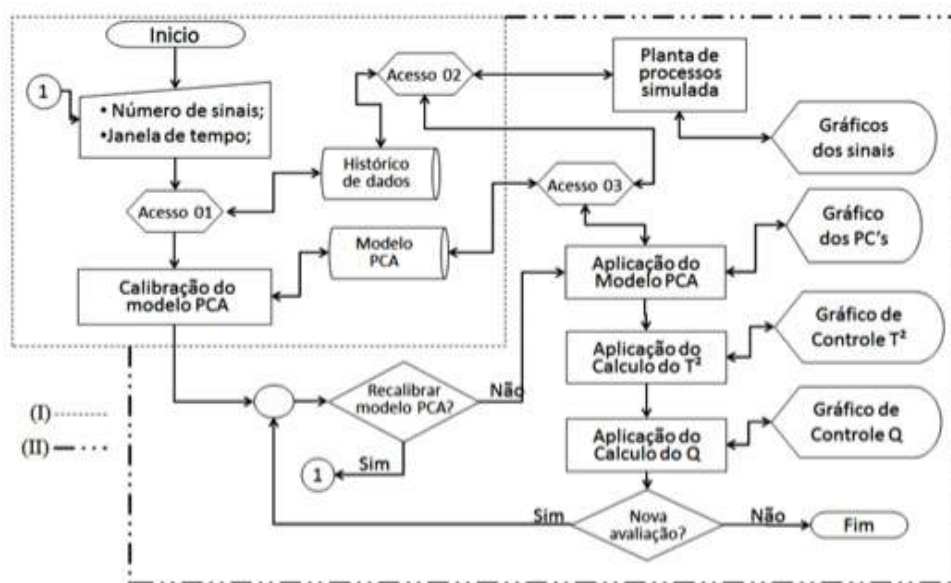 Inicio
1
• Número de sinais;
•Janela de tempo;
Acesso 01
Calibração do
modelo PCA
Histórico
de dados
Modelo
PCA
Acesso 02
Acesso 03
Planta de
processos
simulada
Gráficos
dos sinais
Gráfico
dos PC's
Aplicação do
Modelo PCA
Gráfico de
Controle T²
Aplicação do
Calculo do T²
Gráfico de
Controle Q
Aplicação do
Calculo do Q
Recalibrar
modelo PCA?
Não
Sim
1
(I)
(II)
Sim
Nova
avaliação?
Não
Fim